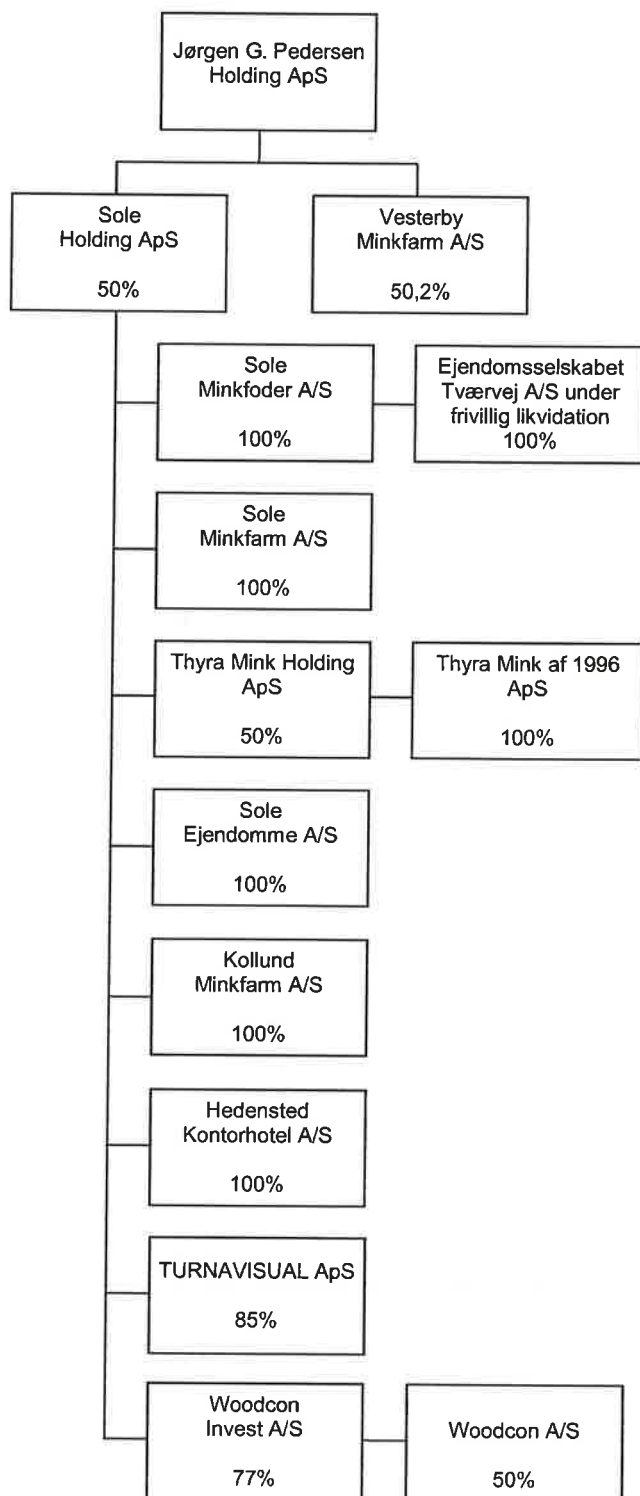 Jørgen G. Pedersen
Holding ApS
Sole
Holding ApS
50%
Vesterby
Minkfarm A/S
50,2%
Sole
Minkfoder A/S
100%
Ejendomsselskabet
Tværvej A/S under
frivillig likvidation
100%
Sole
Minkfarm A/S
100%
Thyra Mink Holding
ApS
50%
Thyra Mink af 1996
ApS
100%
Sole
Ejendomme A/S
100%
Kollund
Minkfarm A/S
100%
Hedensted
Kontorhotel A/S
100%
TURNAVISUAL ApS
85%
Woodcon
Invest A/S
77%
Woodcon A/S
50%